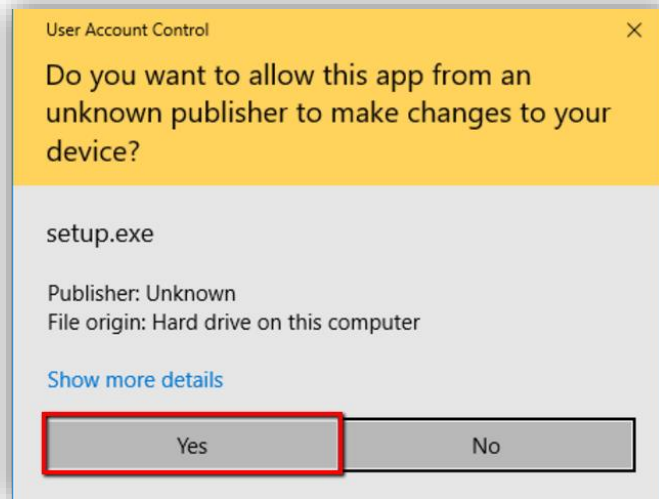 User Account Control
Do you want to allow this app from an
unknown publisher to make changes to your
device?
setup.exe
Publisher: Unknown
File origin: Hard drive on this computer
Show more details
Yes
No